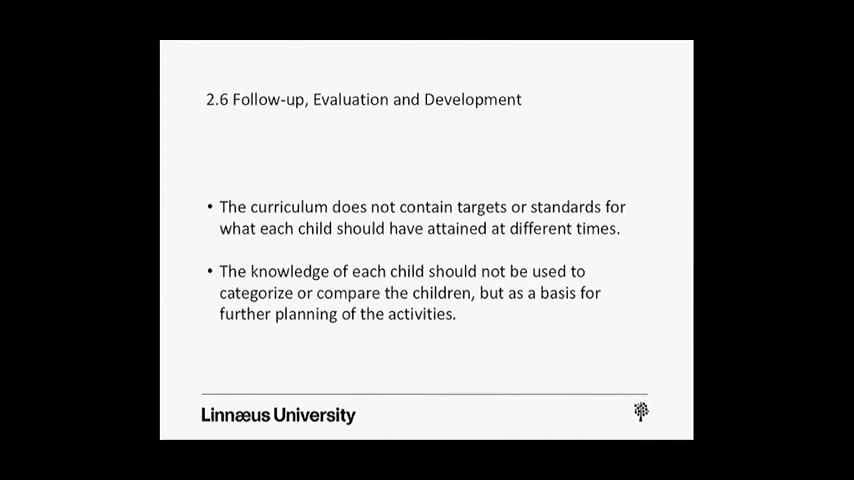 2.6 Follow-up, Evaluation and Development
• The curriculum does not contain targets or standards for
what each child should have attained at different times.
• The knowledge of each child should not be used to
categorize or compare the children, but as a basis for
further planning of the activities.
Linnæus University